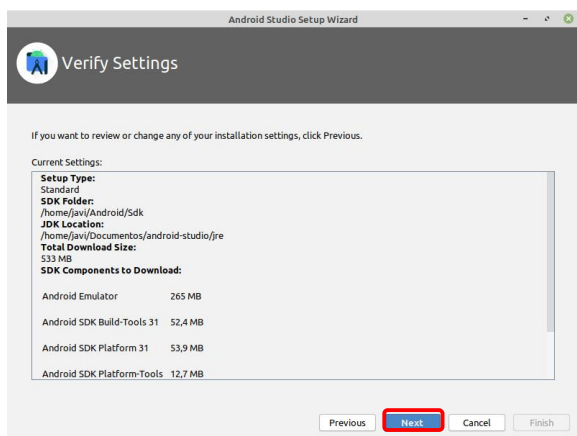 Android Studio Setup Wizard
Verify Settings
If you want to review or change any of your installation settings, click Previous.
Current Settings:
Setup Type:
Standard
SDK Folder:
/home/javi/Android/Sdk
JDK Location:
/home/javi/Documentos/android-studio/jre
Total Download Size:
533 MB
SDK Components to Download:
Android Emulator 265 MB
Android SDK Build-Tools 31 52,4 MB
Android SDK Platform 31 53,9 MB
Android SDK Platform-Tools 12,7 MB
Previous Next Cancel Finish